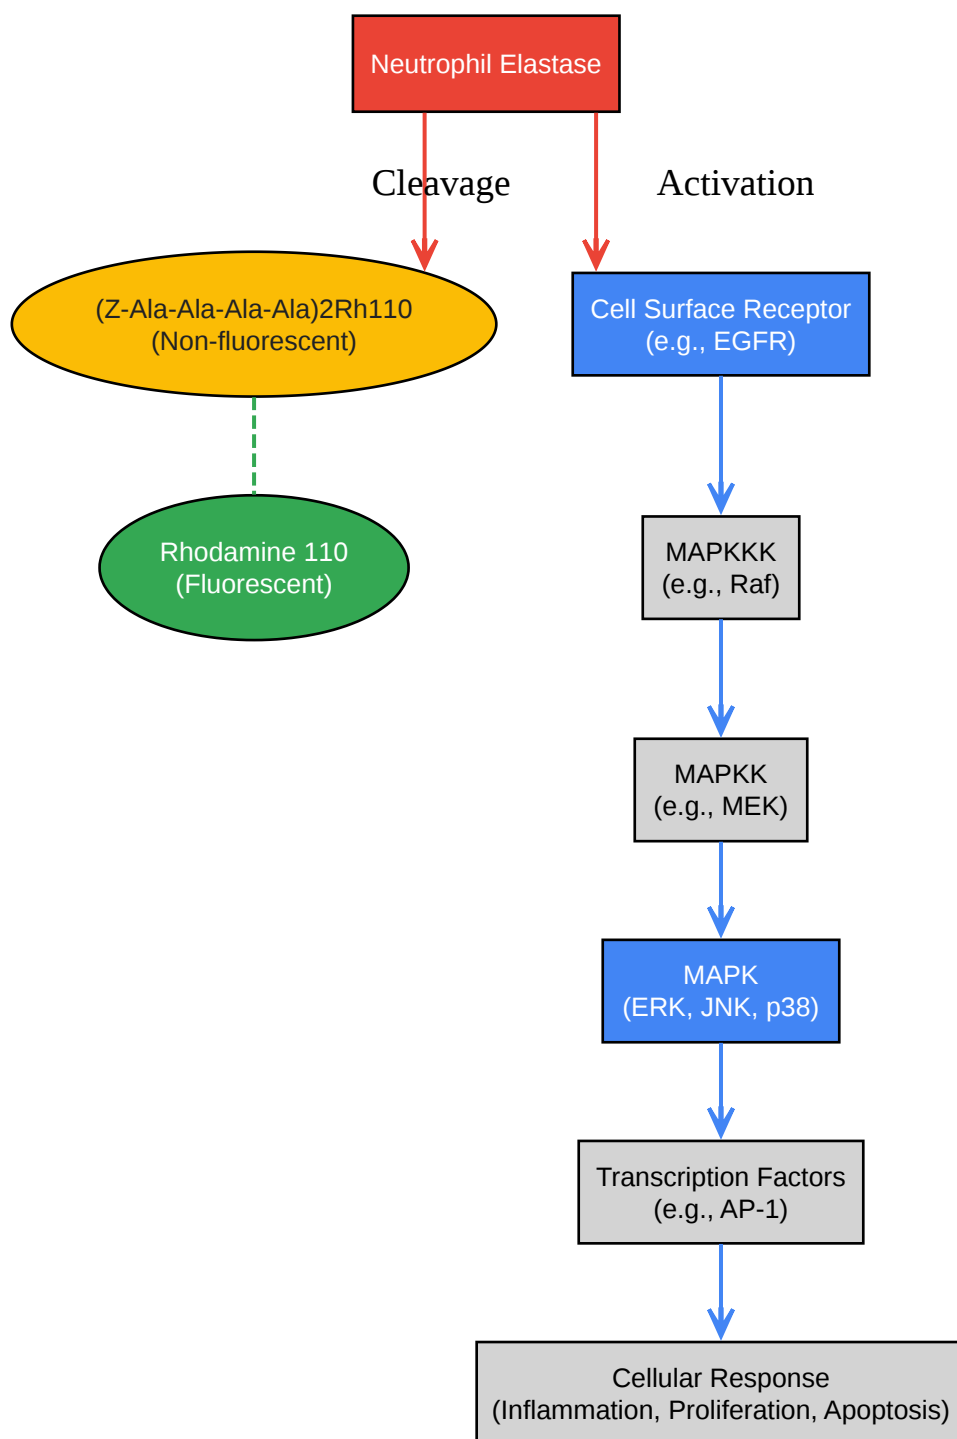 Neutrophil Elastase
Cleavage
Activation
(Z-Ala-Ala-Ala-Ala)2Rh110
(Non-fluorescent)
Cell Surface Receptor
(e.g., EGFR)
Rhodamine 110
(Fluorescent)
MAPKKK
(e.g., Raf)
MAPKK
(e.g., MEK)
MAPK
(ERK, JNK, p38)
Transcription Factors
(e.g., AP-1)
Cellular Response
(Inflammation, Proliferation, Apoptosis)